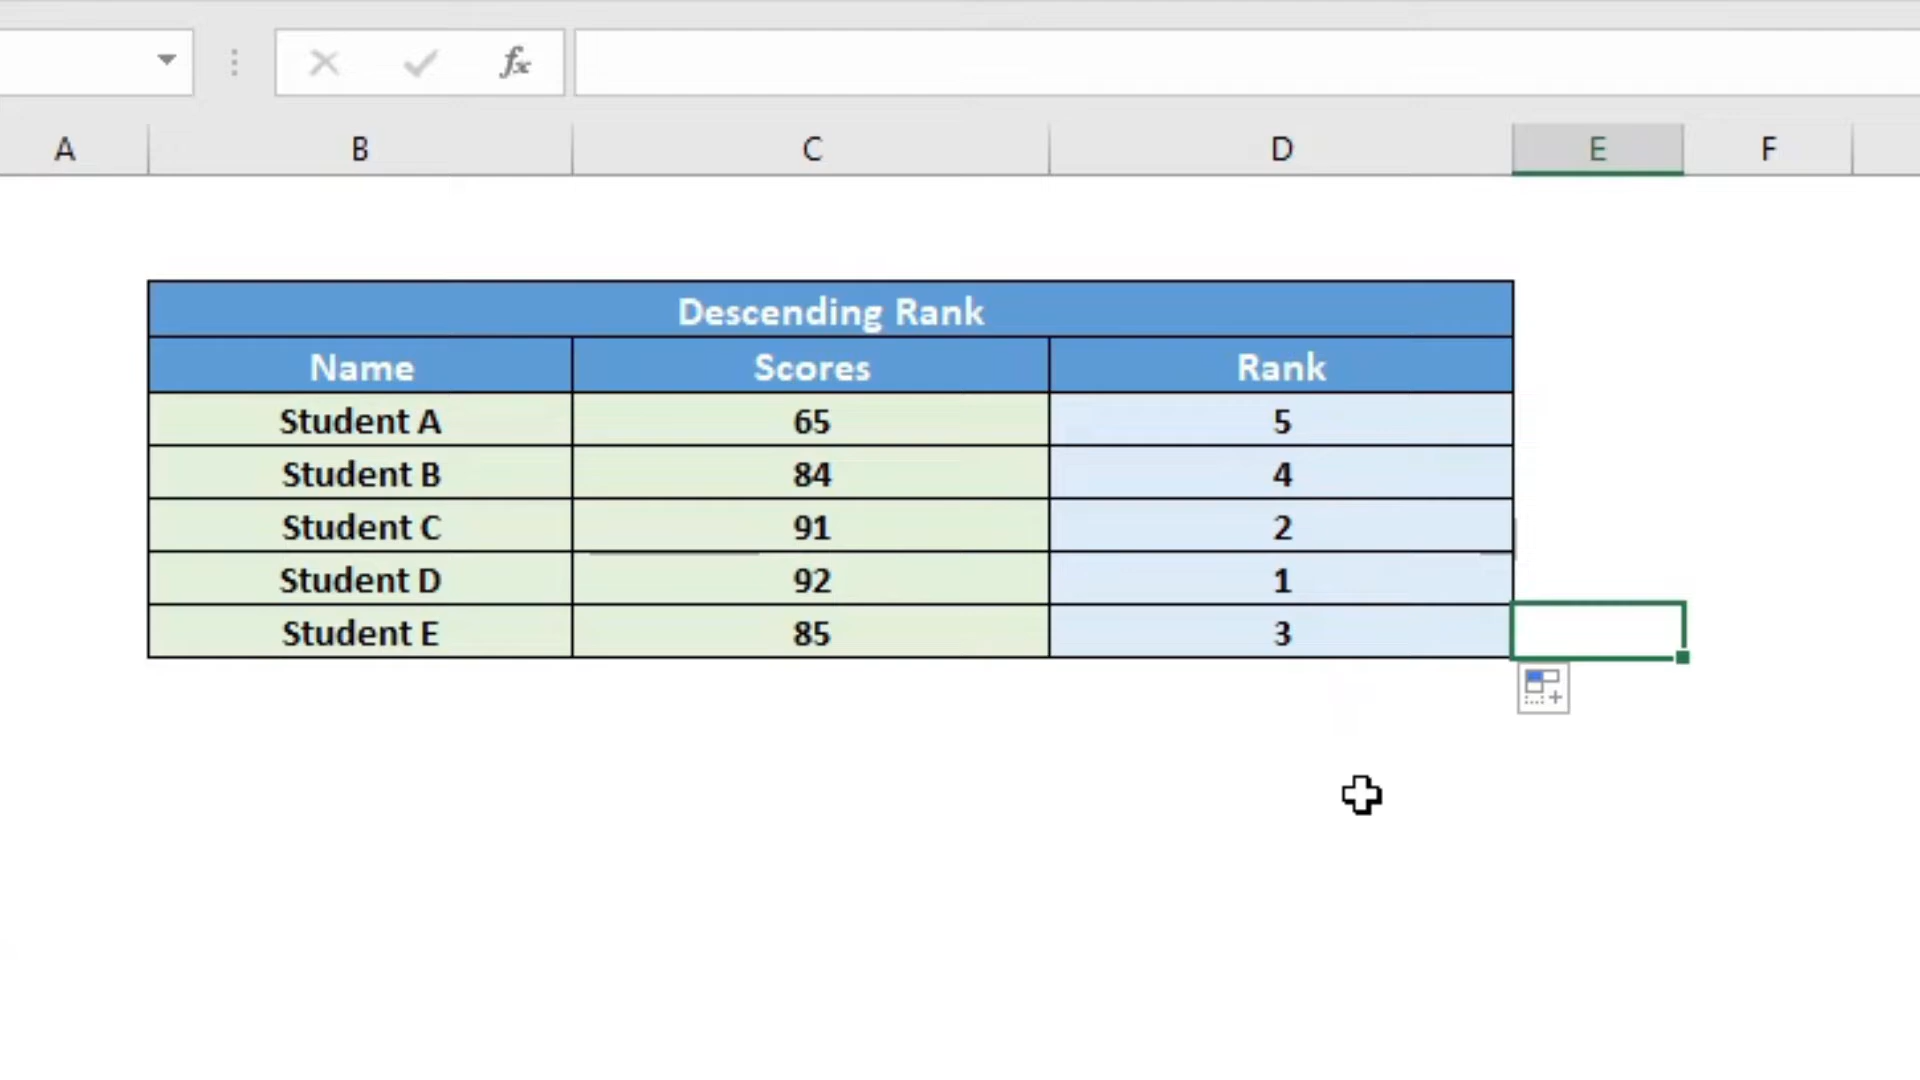 fx
A B C D E F
Descending Rank
Name Scores Rank
Student A 65 5
Student B 84 4
Student C 91 2
Student D 92 1
Student E 85 3